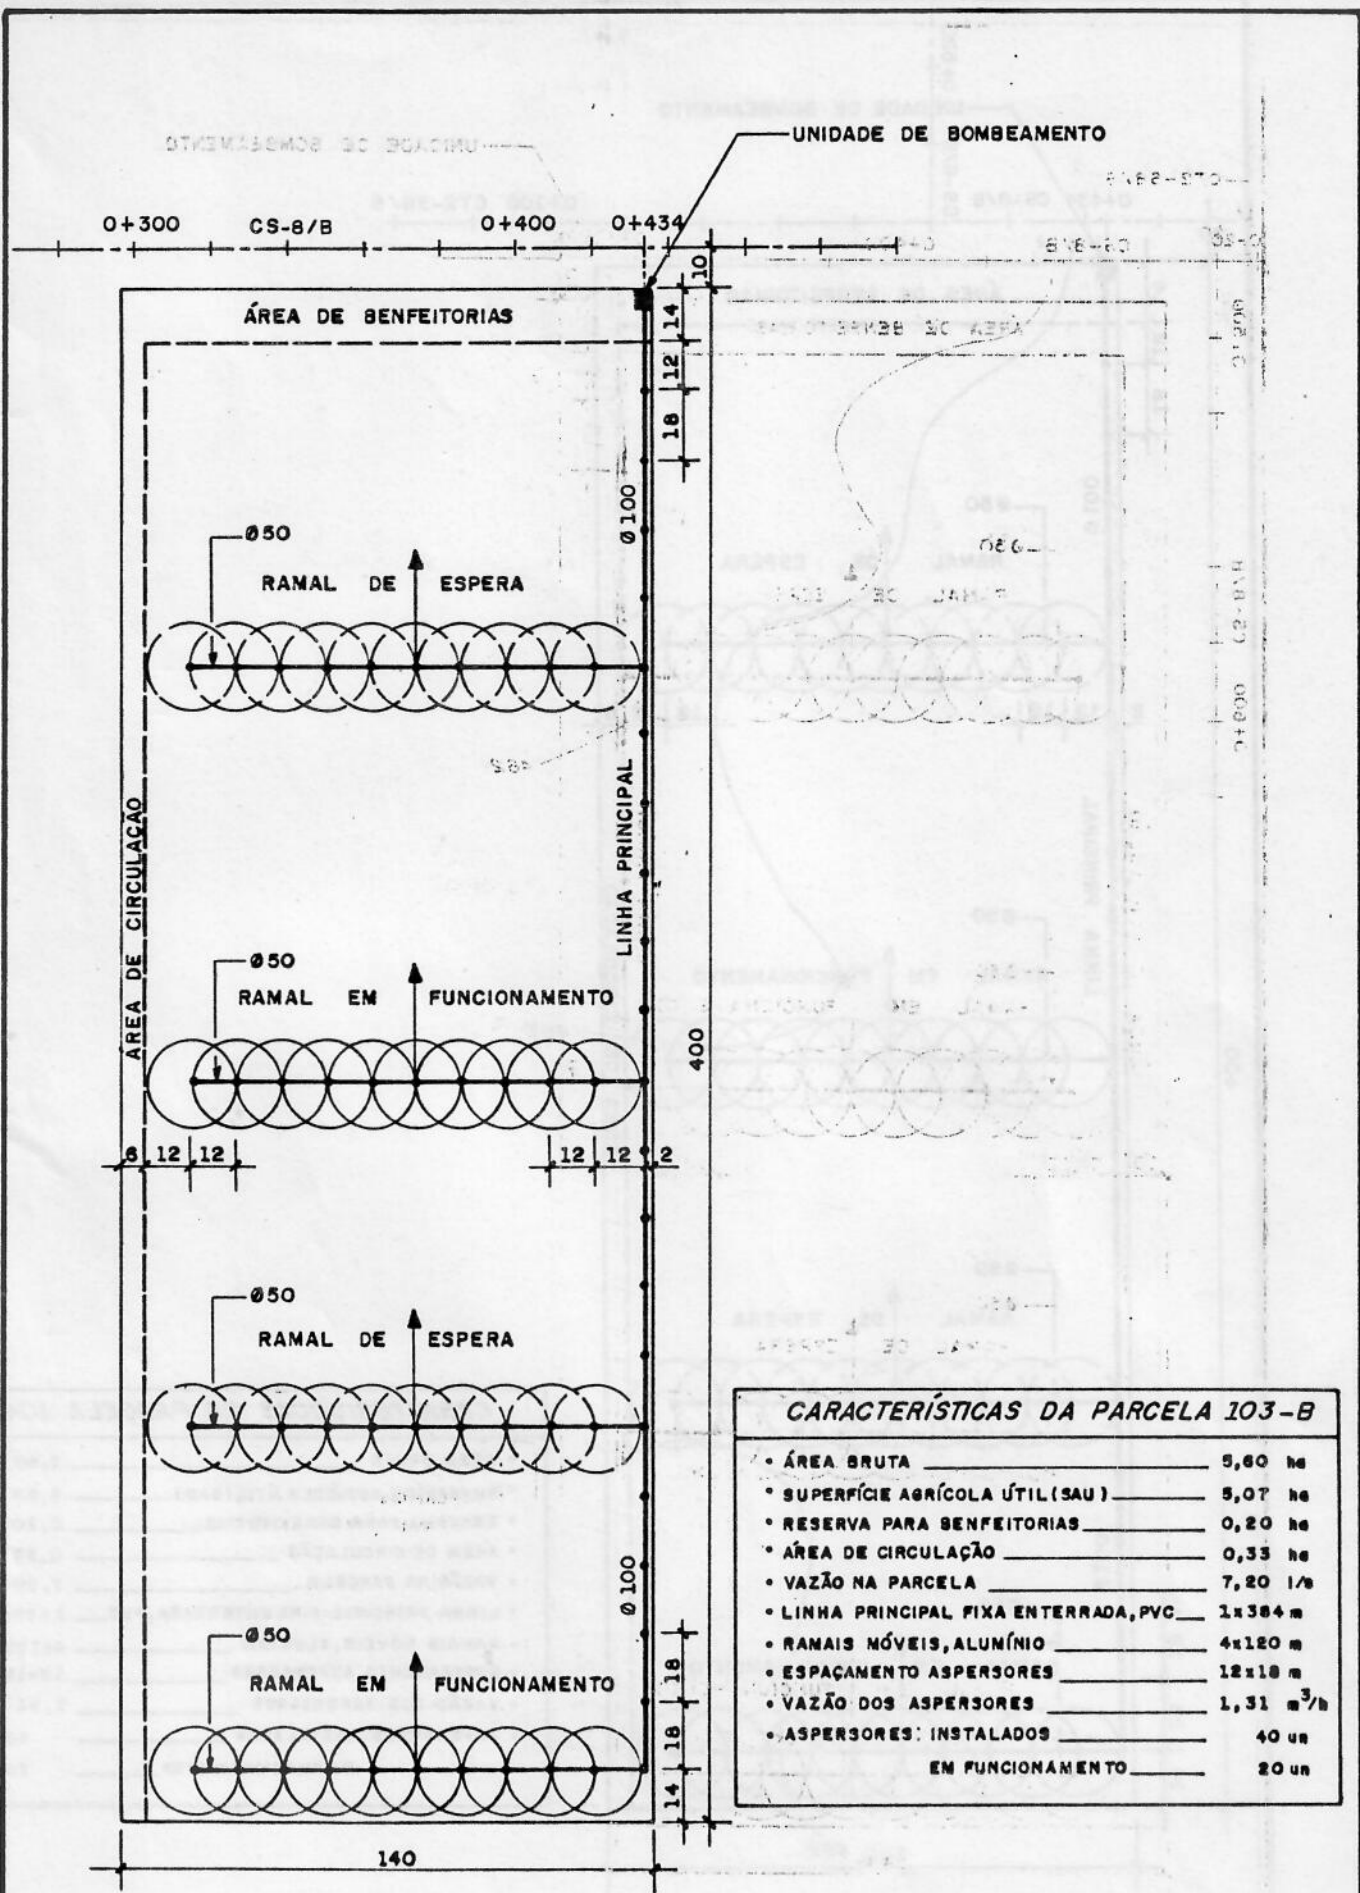 UNIDADE DE BOMBEAMENTO
0+300 CS-8/B 0+400 0+434
10
ÁREA DE BENFEITORIAS
14
12
18
Ø100
Ø50
RAMAL DE ESPERA
LINHA PRINCIPAL
ÁREA DE CIRCULAÇÃO
Ø50
RAMAL EM FUNCIONAMENTO
400
6 12 12 12 12 2
Ø50
RAMAL DE ESPERA
Ø100
Ø50
RAMAL EM FUNCIONAMENTO
18
18
14
140
CARACTERÍSTICAS DA PARCELA 103-B
• ÁREA BRUTA 5,60 ha
• SUPERFÍCIE AGRÍCOLA ÚTIL (SAU) 5,07 ha
• RESERVA PARA BENFEITORIAS 0,20 ha
• ÁREA DE CIRCULAÇÃO 0,33 ha
• VAZÃO NA PARCELA 7,20 l/s
• LINHA PRINCIPAL FIXA ENTERRADA, PVC 1x384 m
• RAMAIS MÓVEIS, ALUMÍNIO 4x120 m
• ESPAÇAMENTO ASPERSORES 12x18 m
• VAZÃO DOS ASPERSORES 1,31 m³/h
• ASPERSORES: INSTALADOS 40 un
EM FUNCIONAMENTO 20 un